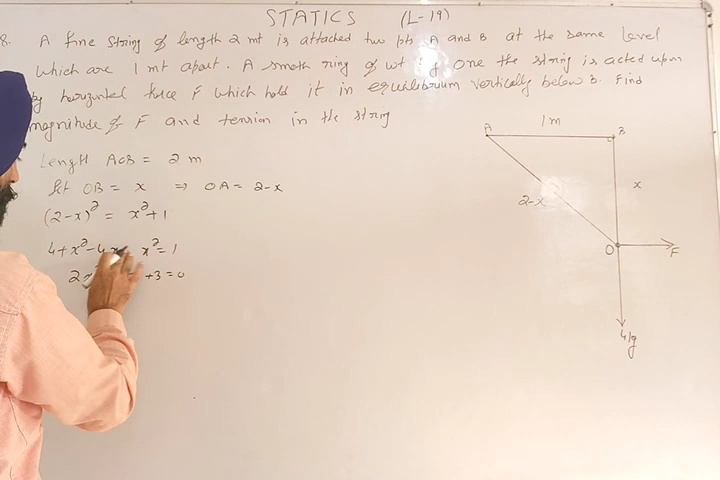 STATICS (L-19)
8. A fine string of length 2 mt is attached two pts A and B at the same level
which are 1 mt apart. A smoth ring of wt on the string is acted upon
by horizontal force F which hold it in equilibrium vertically below B. Find
magnitude of F and tension in the string
Length AOB = 2 m
let OB = x ⇒ OA = 2-x
(2-x)² = x²+1
4+x²-4x x²=1
2x +3=0
A 1m B
x
2-x
O F